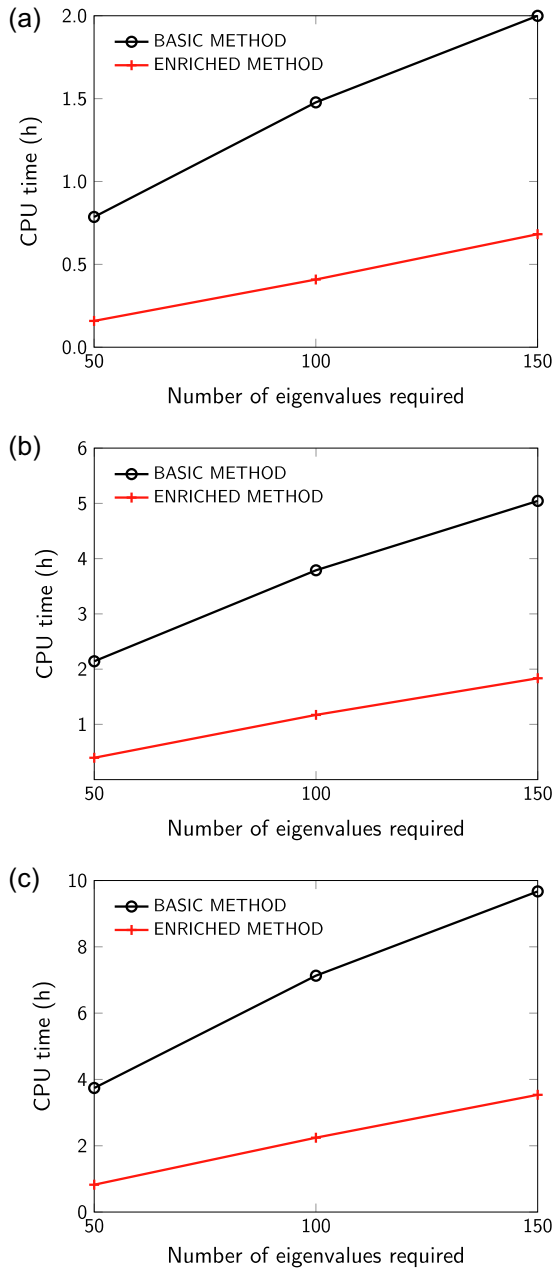 (a)
2.0
1.5
1.0
0.5
0.0
CPU time (h)
BASIC METHOD
ENRICHED METHOD
50 100 150
Number of eigenvalues required
(b)
6
5
4
3
2
1
CPU time (h)
BASIC METHOD
ENRICHED METHOD
50 100 150
Number of eigenvalues required
(c)
10
8
6
4
2
0
CPU time (h)
BASIC METHOD
ENRICHED METHOD
50 100 150
Number of eigenvalues required